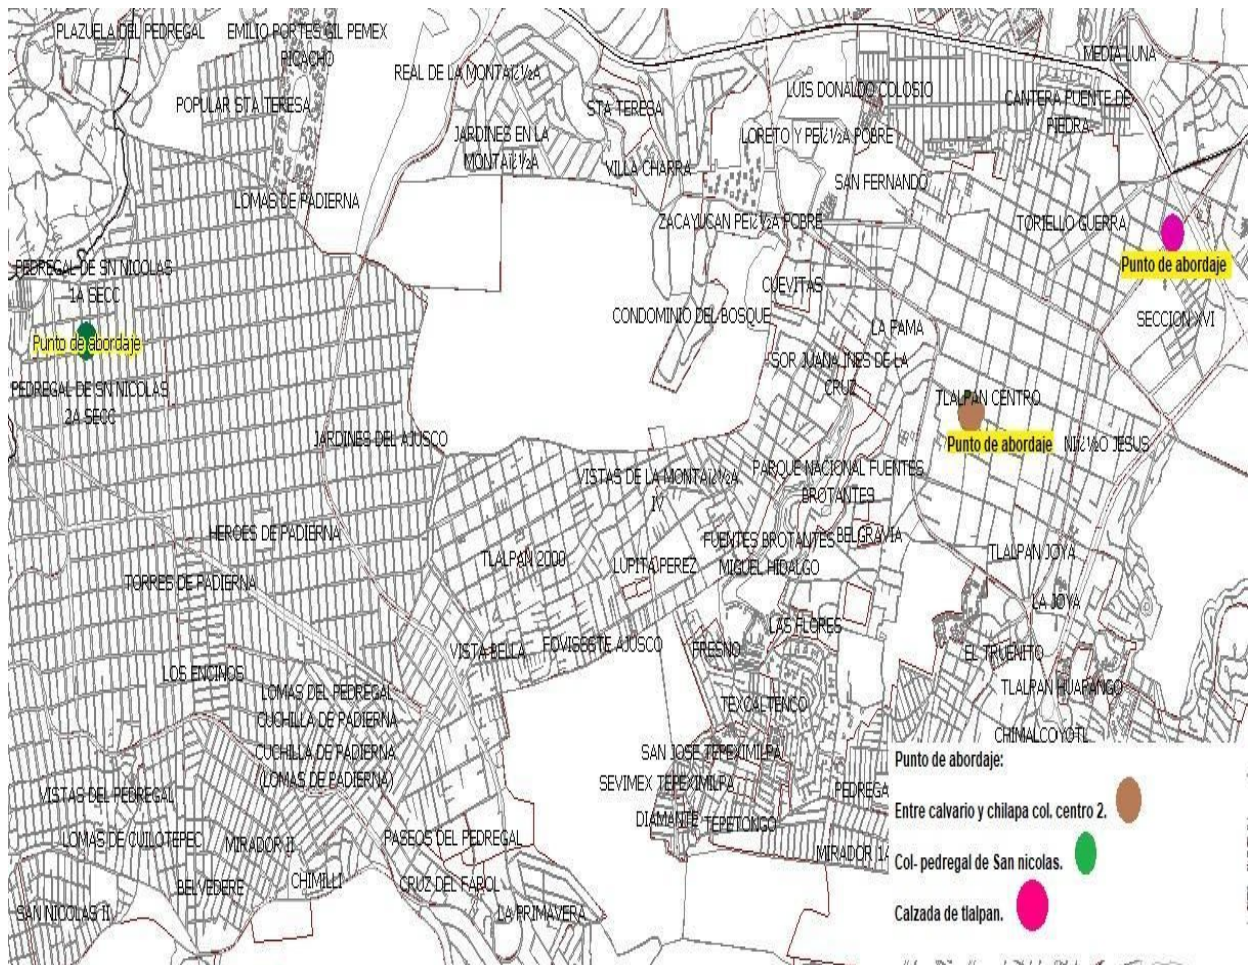 PLAZUELA DEL PEDREGAL
EMILIO PORTES GIL PEMEX
PICACHO
MEDIA LUNA
REAL DE LA MONTAï¿½A
LUIS DONALDO COLOSIO
POPULAR STA TERESA
STA TERESA
CANTERA PUENTE DE
PIEDRA
JARDINES EN LA
MONTAï¿½A
LORETO Y PEï¿½A POBRE
VILLA CHARRA
SAN FERNANDO
LOMAS DE PADIERNA
ZACAYUCAN PEï¿½A POBRE
TORIELLO GUERRA
PEDREGAL DE SN NICOLAS
1A SECC
Punto de abordaje
CUEVITAS
CONDOMINIO DEL BOSQUE
SECCION XVI
LA FAMA
Punto de abordaje
SOR JUANA INES DE LA
CRUZ
PEDREGAL DE SN NICOLAS
2A SECC
TLALPAN CENTRO
JARDINES DEL AJUSCO
Punto de abordaje
NIï¿½O JESUS
VISTAS DE LA MONTAï¿½A
IV
PARQUE NACIONAL FUENTES
BROTANTES
HEROES DE PADIERNA
FUENTES BROTANTES
BELGRAVIA
TLALPAN 2000
LUPITA PEREZ
MIGUEL HIDALGO
TLALPAN JOYA
TORRES DE PADIERNA
LA JOYA
LAS FLORES
VISTA BELLA
FOVISSSTE AJUSCO
FRESNO
EL TRUENITO
LOS ENCINOS
LOMAS DEL PEDREGAL
TLALPAN HUAPANGO
TEXCALTENCO
CUCHILLA DE PADIERNA
CHIMALCOYOTL
CUCHILLA DE PADIERNA
(LOMAS DE PADIERNA)
SAN JOSE TEPEXIMILPA
SEVIMEX TEPEXIMILPA
VISTAS DEL PEDREGAL
PEDREGA
DIAMANTE
TEPETONGO
LOMAS DE CUILOTEPEC
MIRADOR II
PASEOS DEL PEDREGAL
MIRADOR 1A
CHIMILLI
BELVEDERE
CRUZ DEL FAROL
SAN NICOLAS II
LA PRIMAVERA
Punto de abordaje:
Entre calvario y chilapa col. centro 2.
Col- pedregal de San nicolas.
Calzada de tlalpan.